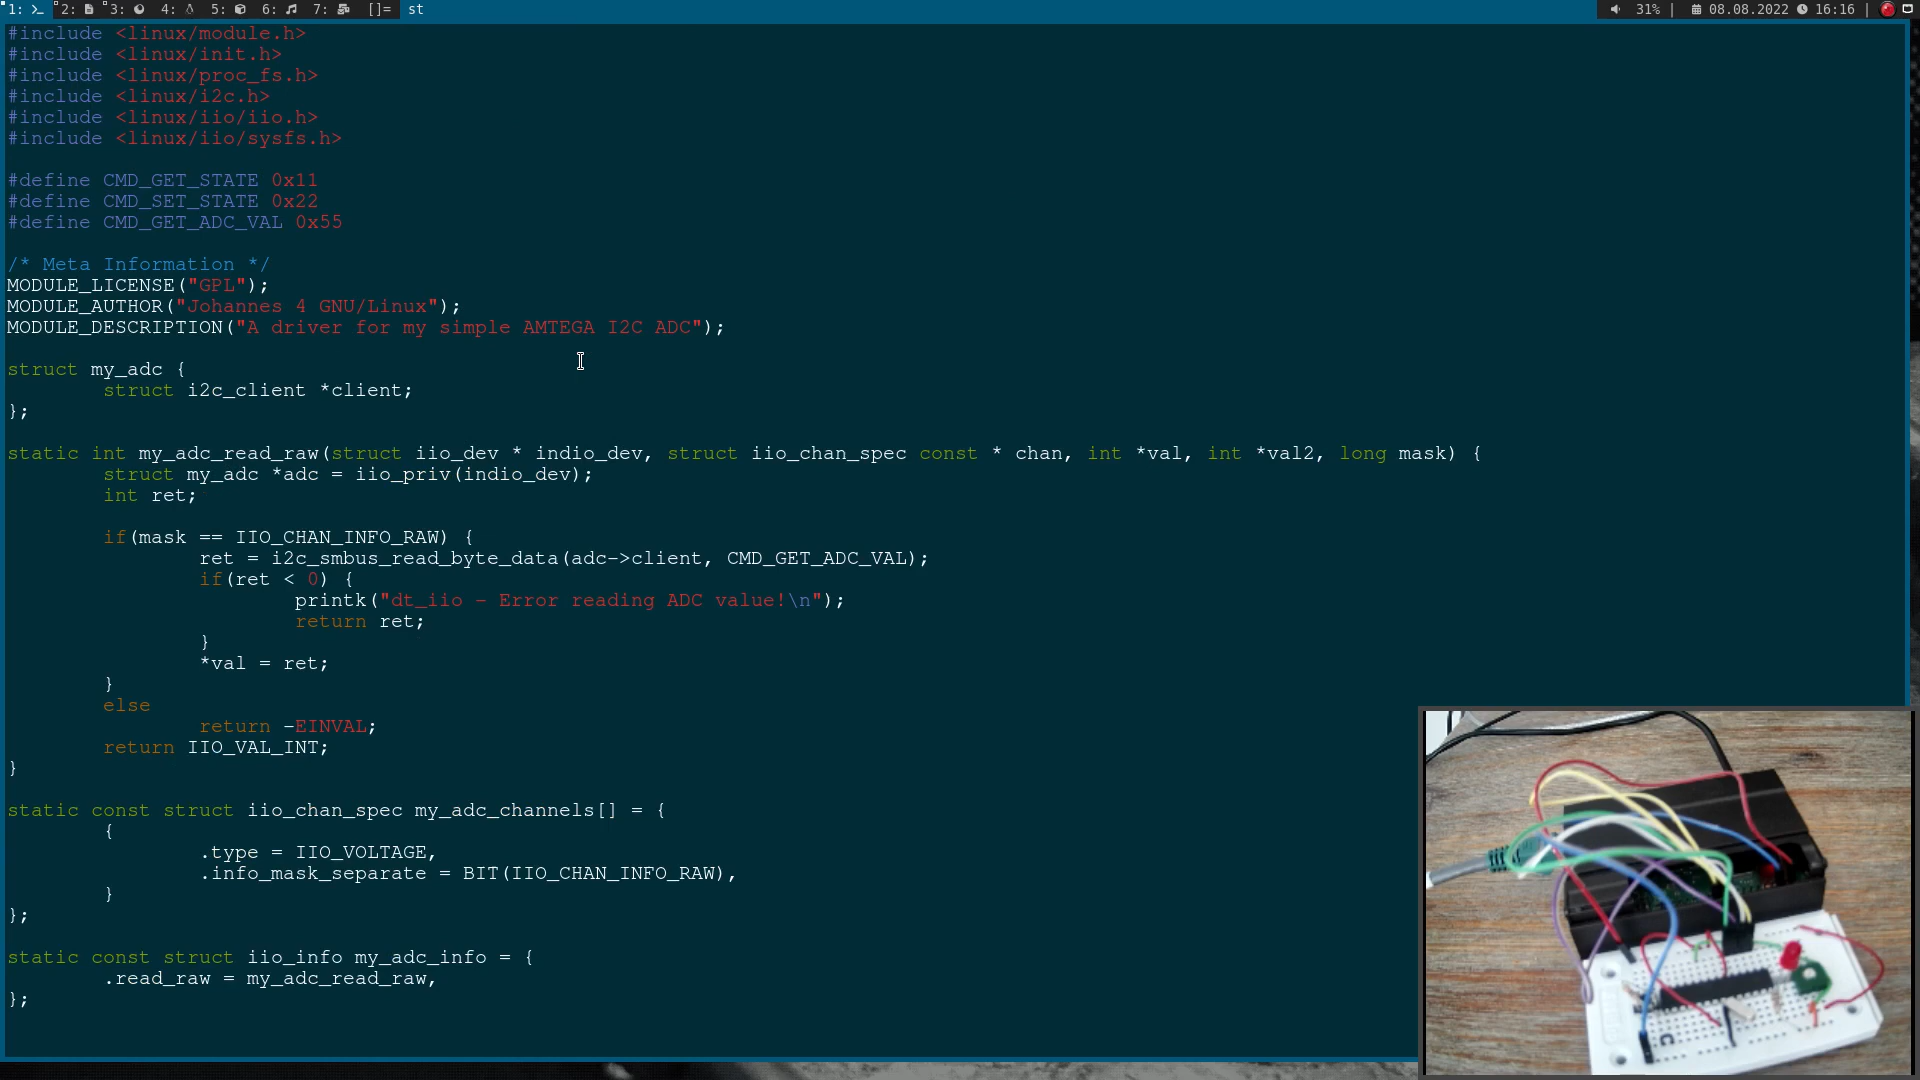 1: 2: 3: 4: 5: 6: 7: []= st 31% | 08.08.2022 16:16 |
#include <linux/module.h>
#include <linux/init.h>
#include <linux/proc_fs.h>
#include <linux/i2c.h>
#include <linux/iio/iio.h>
#include <linux/iio/sysfs.h>
#define CMD_GET_STATE 0x11
#define CMD_SET_STATE 0x22
#define CMD_GET_ADC_VAL 0x55
/* Meta Information */
MODULE_LICENSE("GPL");
MODULE_AUTHOR("Johannes 4 GNU/Linux");
MODULE_DESCRIPTION("A driver for my simple AMTEGA I2C ADC");
struct my_adc {
struct i2c_client *client;
};
static int my_adc_read_raw(struct iio_dev * indio_dev, struct iio_chan_spec const * chan, int *val, int *val2, long mask) {
struct my_adc *adc = iio_priv(indio_dev);
int ret;
if(mask == IIO_CHAN_INFO_RAW) {
ret = i2c_smbus_read_byte_data(adc->client, CMD_GET_ADC_VAL);
if(ret < 0) {
printk("dt_iio - Error reading ADC value!\n");
return ret;
}
*val = ret;
}
else
return -EINVAL;
return IIO_VAL_INT;
}
static const struct iio_chan_spec my_adc_channels[] = {
{
.type = IIO_VOLTAGE,
.info_mask_separate = BIT(IIO_CHAN_INFO_RAW),
}
};
static const struct iio_info my_adc_info = {
.read_raw = my_adc_read_raw,
};